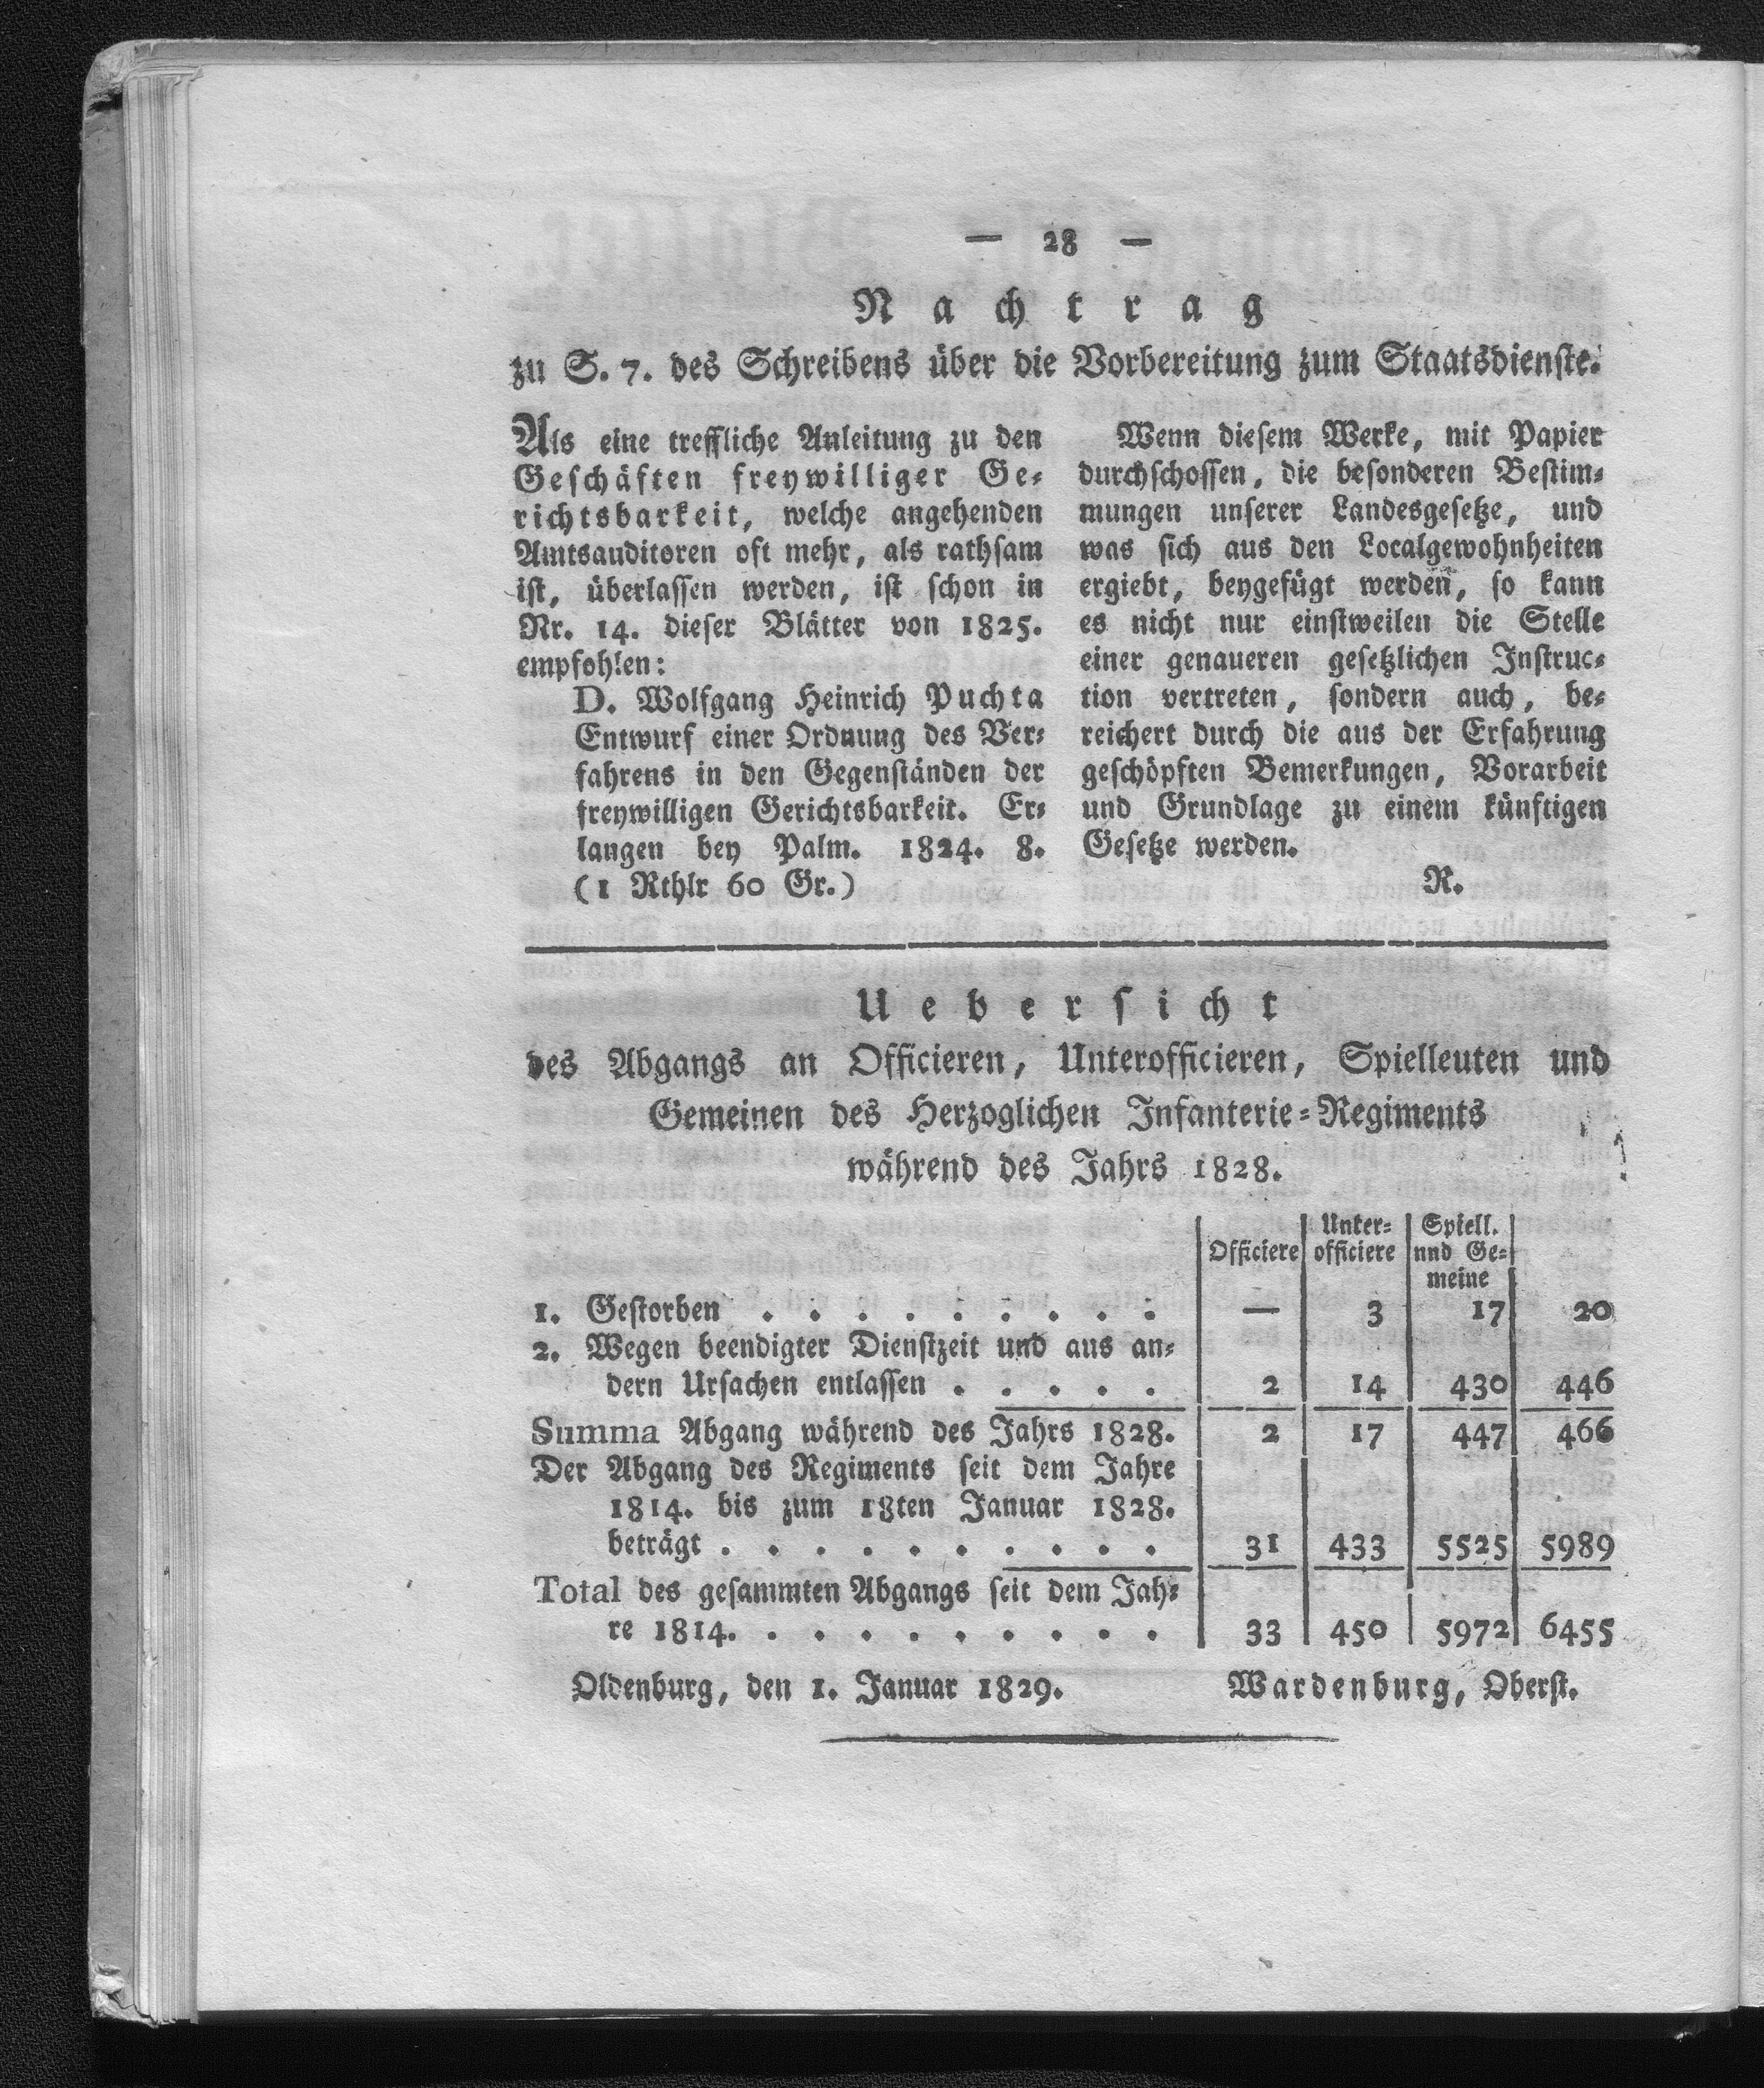 — 28 —
Nachtrag
zu S. 7. des Schreibens über die Vorbereitung zum Staatsdienste.
Als eine treffliche Anleitung zu den
Geschäften freywilliger Ge-
richtsbarkeit, welche angehenden
Amtsauditoren oft mehr, als rathsam
ist, überlassen werden, ist schon in
Nr. 14. dieser Blätter von 1825.
empfohlen:
D. Wolfgang Heinrich Puchta
Entwurf einer Ordnung des Ver-
fahrens in den Gegenständen der
freywilligen Gerichtsbarkeit. Er-
langen bey Palm. 1824. 8.
(1 Rthlr 60 Gr.)
Wenn diesem Werke, mit Papier
durchschossen, die besonderen Bestim-
mungen unserer Landesgesetze, und
was sich aus den Localgewohnheiten
ergiebt, beygefügt werden, so kann
es nicht nur einstweilen die Stelle
einer genaueren gesetzlichen Instruc-
tion vertreten, sondern auch, be-
reichert durch die aus der Erfahrung
geschöpften Bemerkungen, Vorarbeit
und Grundlage zu einem künftigen
Gesetze werden.
R.
Uebersicht
des Abgangs an Officieren, Unterofficieren, Spielleuten und
Gemeinen des Herzoglichen Infanterie-Regiments
während des Jahrs 1828.
Unter- Spiell.
Officiere officiere nnd Ge-
meine
1. Gestorben . . . . . . . . . — 3 17 20
2. Wegen beendigter Dienstzeit und aus an-
dern Ursachen entlassen . . . . . 2 14 430 446
Summa Abgang während des Jahrs 1828. 2 17 447 466
Der Abgang des Regiments seit dem Jahre
1814. bis zum 18ten Januar 1828.
beträgt . . . . . . . . . . 31 433 5525 5989
Total des gesammten Abgangs seit dem Jah-
re 1814. . . . . . . . . . 33 450 5972 6455
Oldenburg, den 1. Januar 1829. Wardenburg, Oberst.